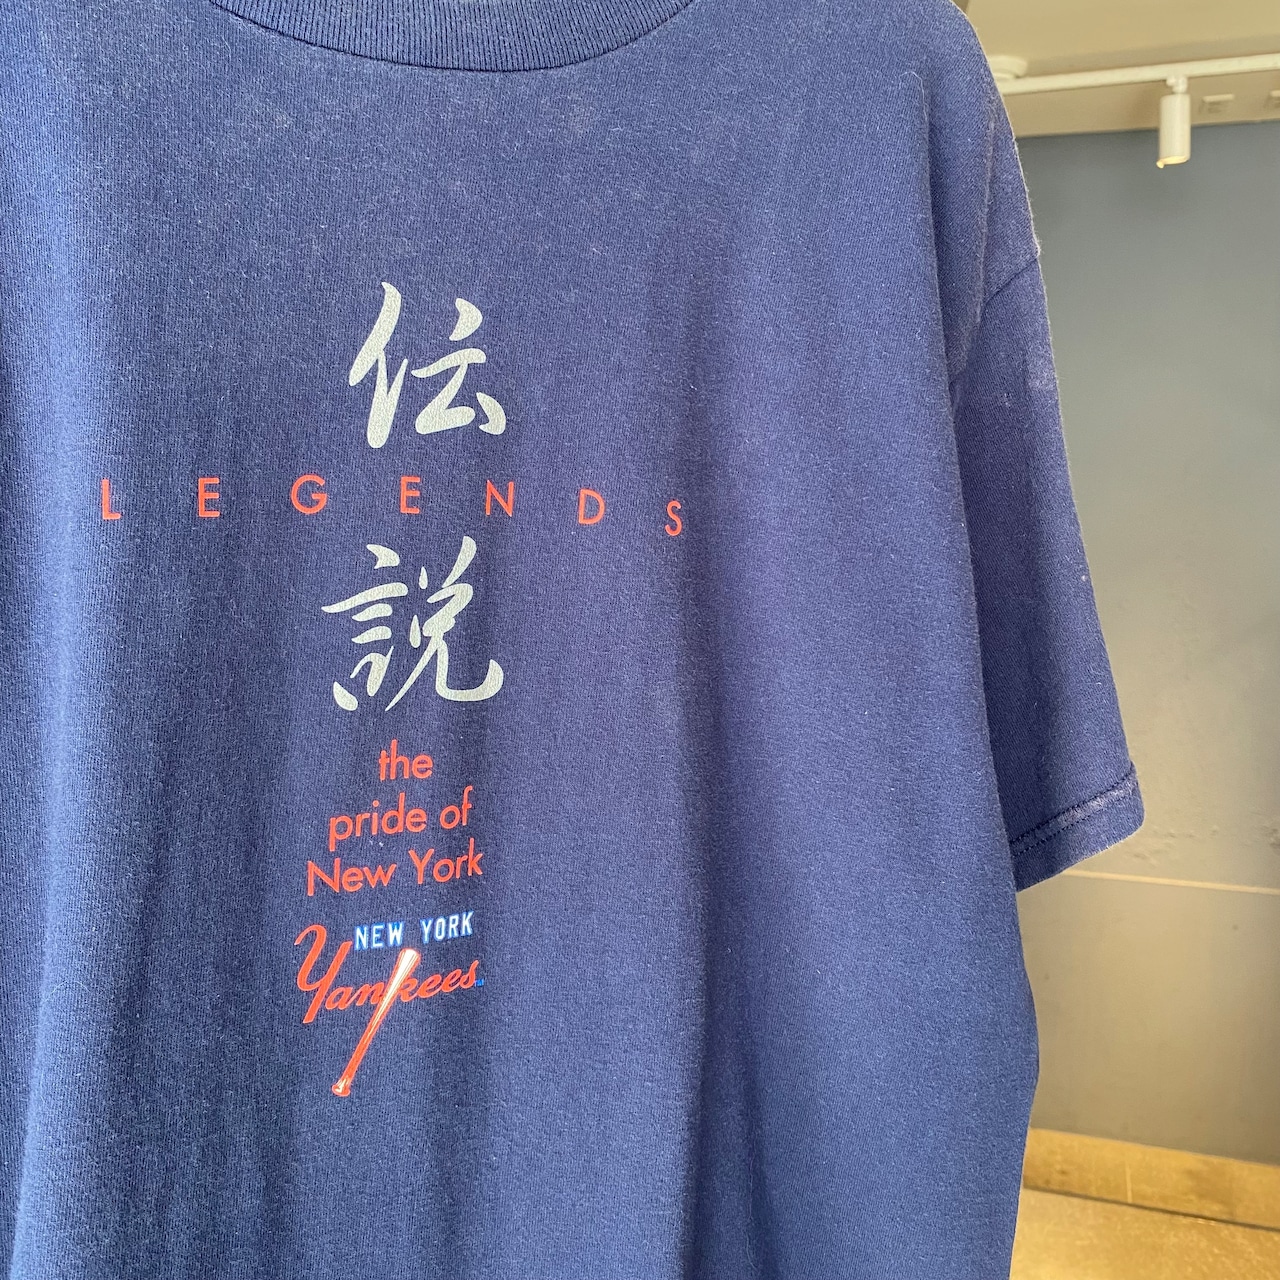 伝
LEGENDS
説
the
pride of
New York
NEW YORK
Yankees